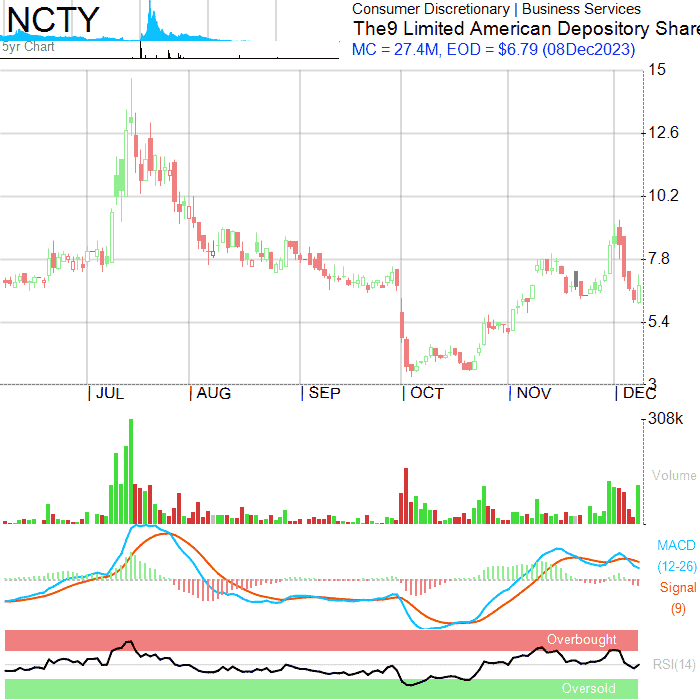 NCTY
Consumer Discretionary | Business Services
The9 Limited American Depository Share
MC = 27.4M, EOD = $6.79 (08Dec2023)
5yr Chart
15
12.6
10.2
7.8
5.4
3
| JUL | AUG | SEP | OCT | NOV | DEC
308k
Volume
MACD
(12-26)
Signal
(9)
Overbought
RSI(14)
Oversold